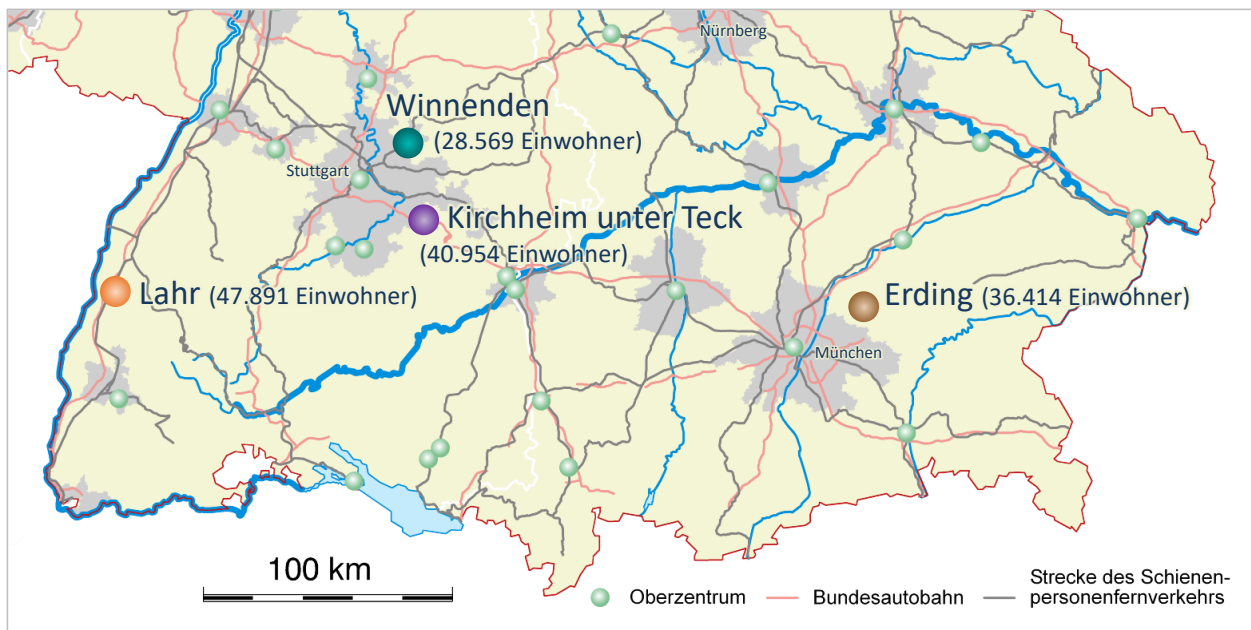 Nürnberg
Winnenden
(28.569 Einwohner)
Stuttgart
Kirchheim unter Teck
(40.954 Einwohner)
Lahr (47.891 Einwohner)
Erding (36.414 Einwohner)
München
100 km
Oberzentrum
Bundesautobahn
Strecke des Schienen-
personenfernverkehrs